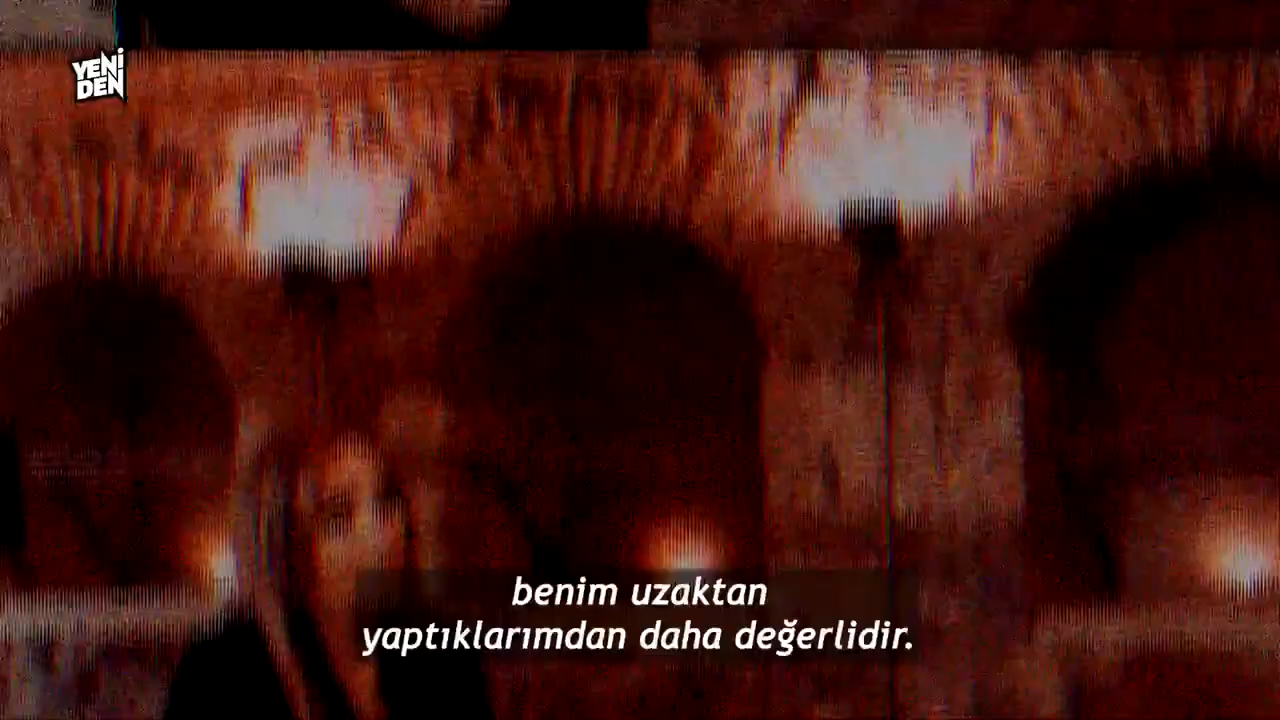 YENİ
DEN
benim uzaktan
yaptıklarımdan daha değerlidir.